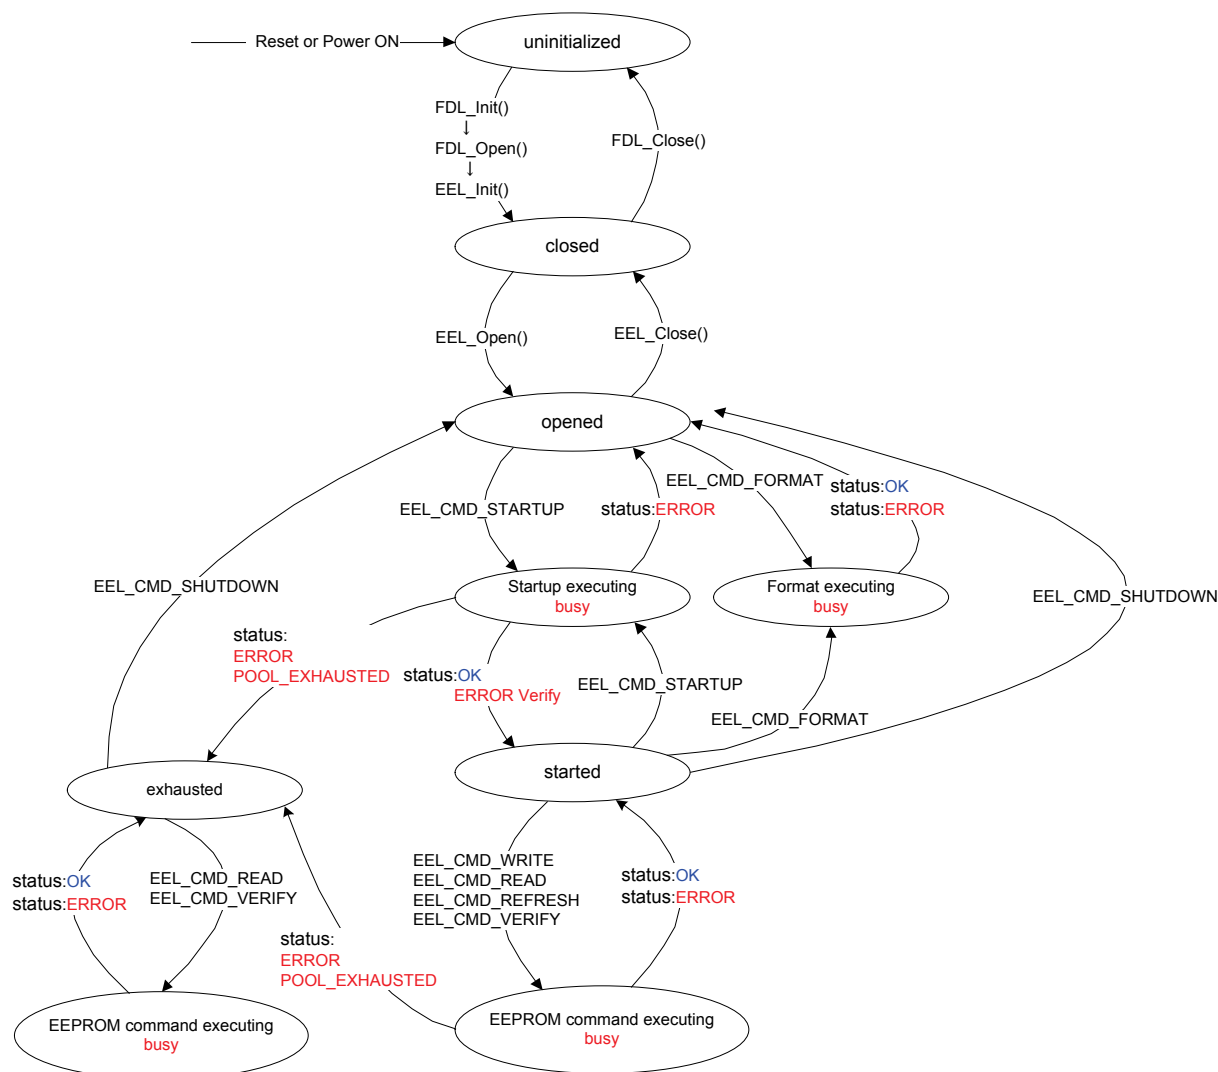 Reset or Power ON
uninitialized
FDL_Init()
↓
FDL_Open()
↓
EEL_Init()
FDL_Close()
closed
EEL_Open()
EEL_Close()
opened
EEL_CMD_STARTUP
status:ERROR
EEL_CMD_FORMAT
status:OK
status:ERROR
EEL_CMD_SHUTDOWN
Startup executing
busy
Format executing
busy
EEL_CMD_SHUTDOWN
status:
ERROR
POOL_EXHAUSTED
status:OK
ERROR Verify
EEL_CMD_STARTUP
EEL_CMD_FORMAT
exhausted
started
status:OK
status:ERROR
EEL_CMD_READ
EEL_CMD_VERIFY
status:
ERROR
POOL_EXHAUSTED
EEL_CMD_WRITE
EEL_CMD_READ
EEL_CMD_REFRESH
EEL_CMD_VERIFY
status:OK
status:ERROR
EEPROM command executing
busy
EEPROM command executing
busy